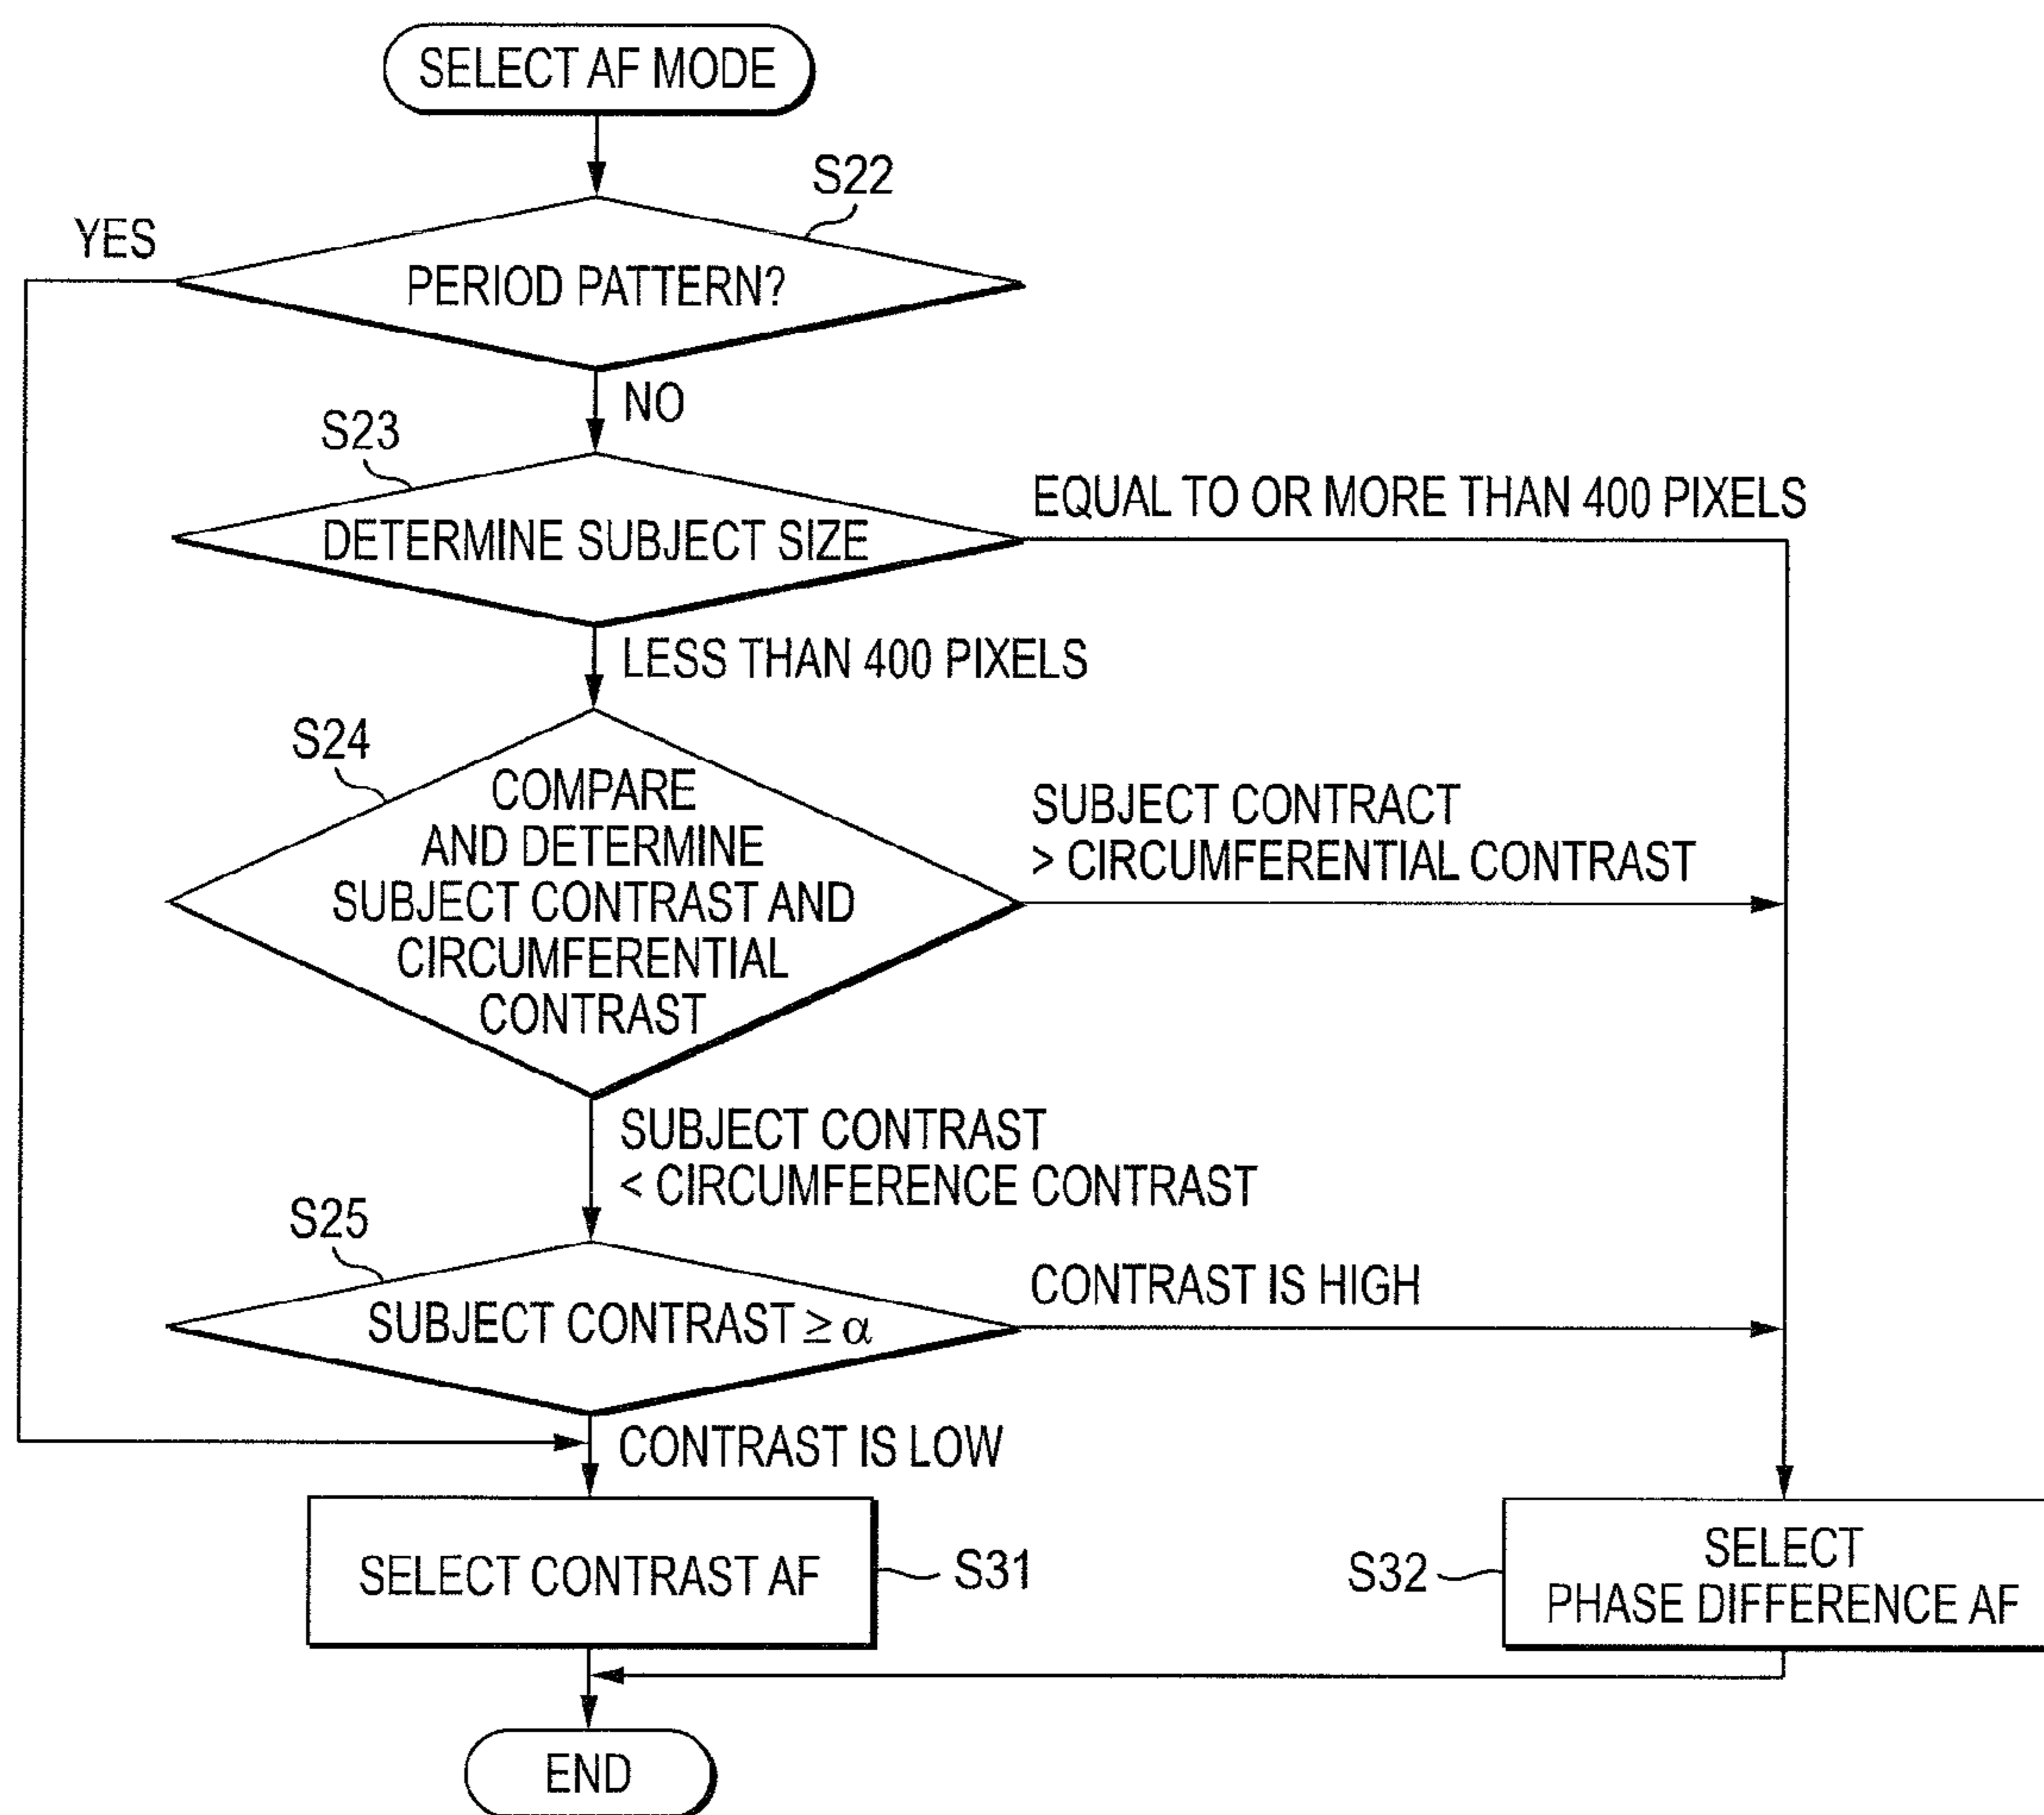 SELECT AF MODE
S22
YES
PERIOD PATTERN?
NO
S23
EQUAL TO OR MORE THAN 400 PIXELS
DETERMINE SUBJECT SIZE
LESS THAN 400 PIXELS
S24
COMPARE
AND DETERMINE
SUBJECT CONTRAST AND
CIRCUMFERENTIAL
CONTRAST
SUBJECT CONTRACT
> CIRCUMFERENTIAL CONTRAST
SUBJECT CONTRAST
< CIRCUMFERENCE CONTRAST
S25
CONTRAST IS HIGH
SUBJECT CONTRAST ≥ α
CONTRAST IS LOW
SELECT CONTRAST AF
S31
S32
SELECT
PHASE DIFFERENCE AF
END